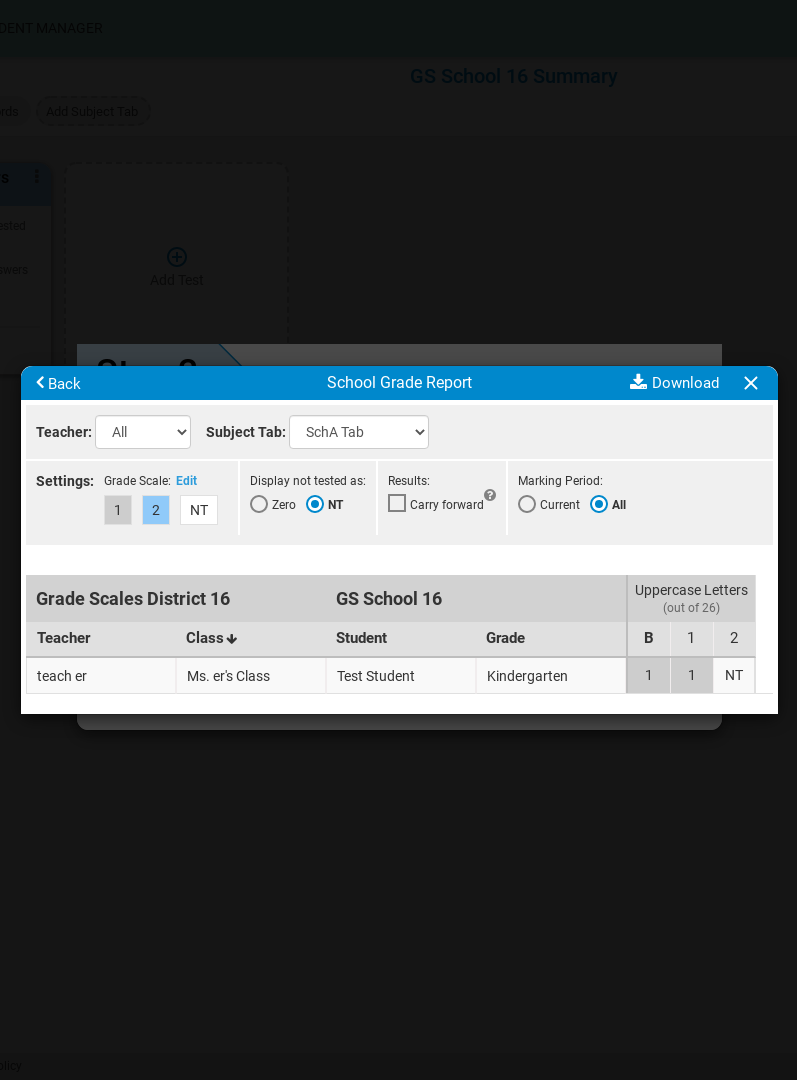 DENT MANAGER
GS School 16 Summary
rds
Add Subject Tab
s
ested
Add Test
Back
School Grade Report
Download
Teacher: All
Subject Tab: SchA Tab
Settings:
Grade Scale: Edit
Display not tested as:
Results:
Marking Period:
1 2 NT
Zero NT
Carry forward ?
Current All
Grade Scales District 16
GS School 16
Uppercase Letters
(out of 26)
Teacher Class Student Grade B 1 2
teach er Ms. er's Class Test Student Kindergarten 1 1 NT
olicy